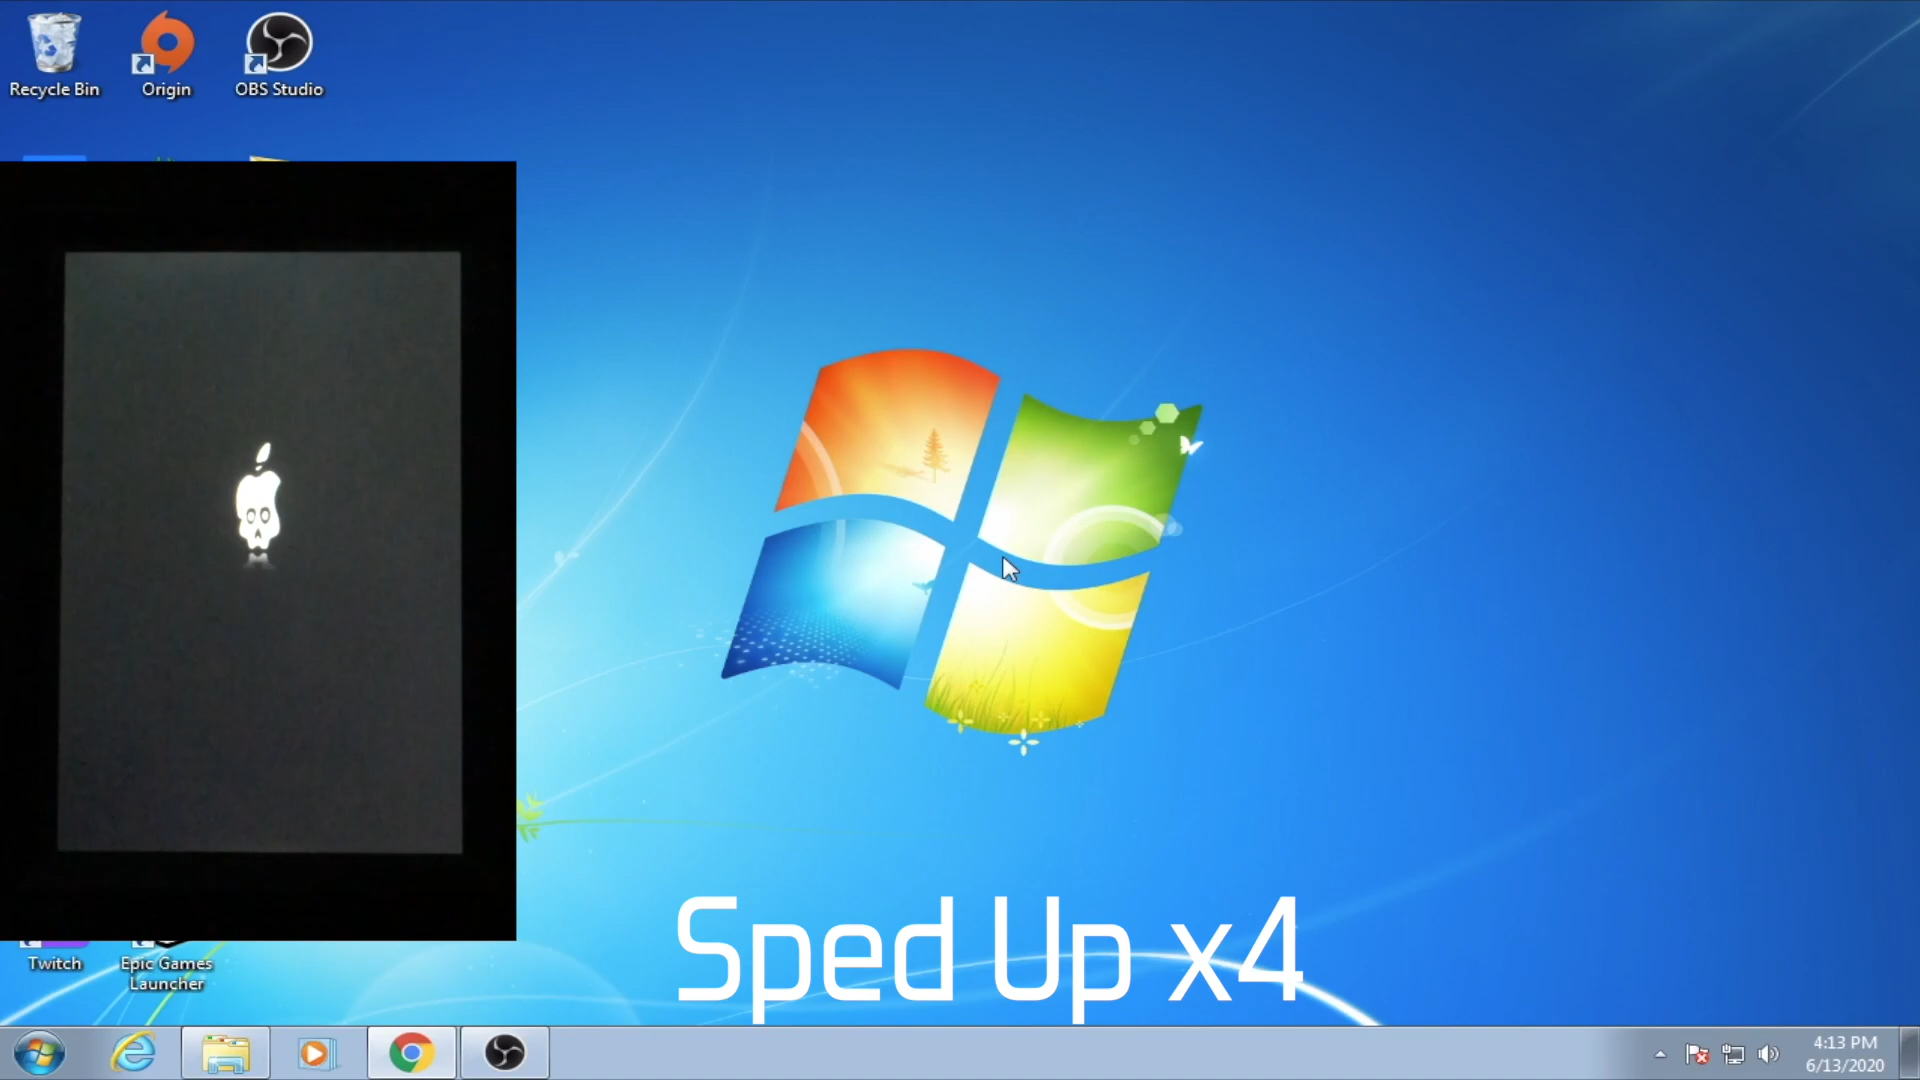 Recycle Bin
Origin
OBS Studio
Twitch
Epic Games
Launcher
Sped Up x4
4:13 PM
6/13/2020